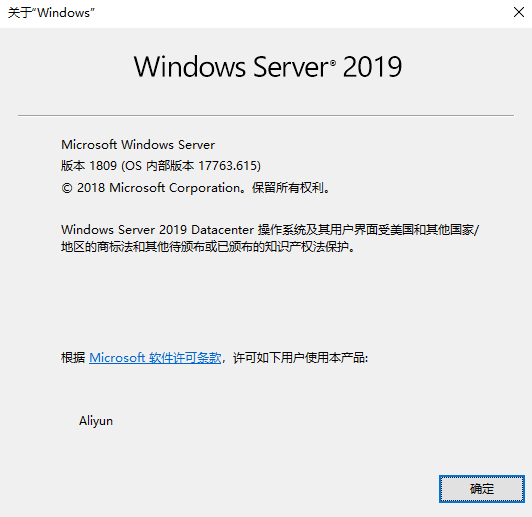 关于“Windows”
Windows Server® 2019
Microsoft Windows Server
版本 1809 (OS 内部版本 17763.615)
© 2018 Microsoft Corporation。保留所有权利。
Windows Server 2019 Datacenter 操作系统及其用户界面受美国和其他国家/
地区的商标法和其他待颁布或已颁布的知识产权法保护。
根据 Microsoft 软件许可条款，许可如下用户使用本产品:
Aliyun
确定